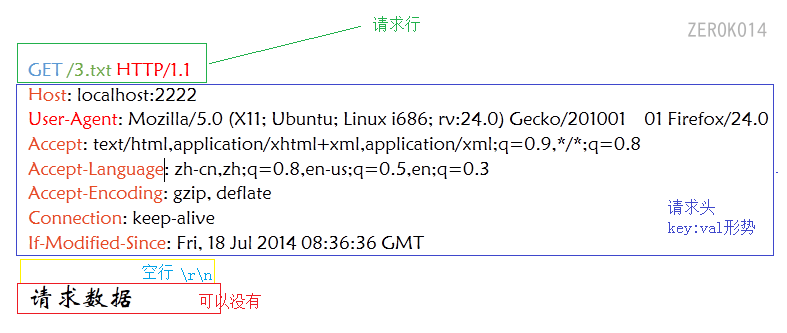 请求行
ZEROK014
GET /3.txt HTTP/1.1
Host: localhost:2222
User-Agent: Mozilla/5.0 (X11; Ubuntu; Linux i686; rv:24.0) Gecko/201001 01 Firefox/24.0
Accept: text/html,application/xhtml+xml,application/xml;q=0.9,*/*;q=0.8
Accept-Language: zh-cn,zh;q=0.8,en-us;q=0.5,en;q=0.3
Accept-Encoding: gzip, deflate
Connection: keep-alive
If-Modified-Since: Fri, 18 Jul 2014 08:36:36 GMT
请求头
key:val形势
空行 \r\n
请求数据
可以没有